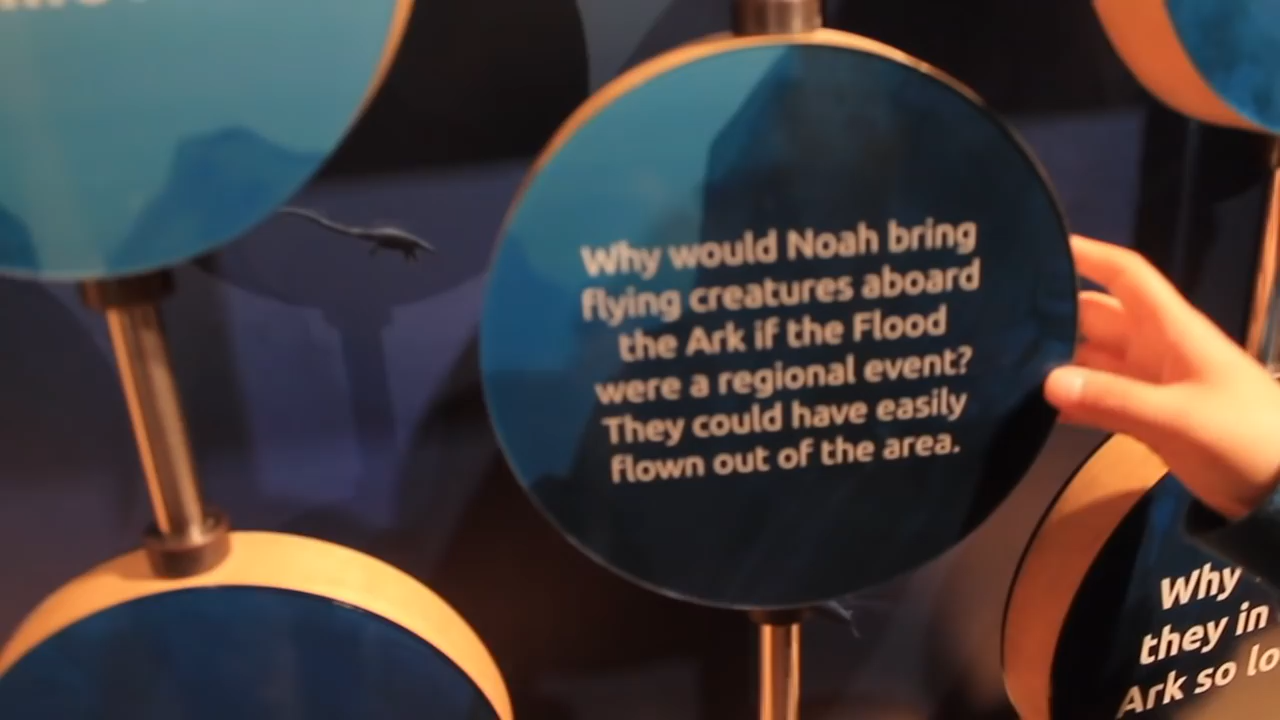 Why would Noah bring
flying creatures aboard
the Ark if the Flood
were a regional event?
They could have easily
flown out of the area.
Why
they in
Ark so lo